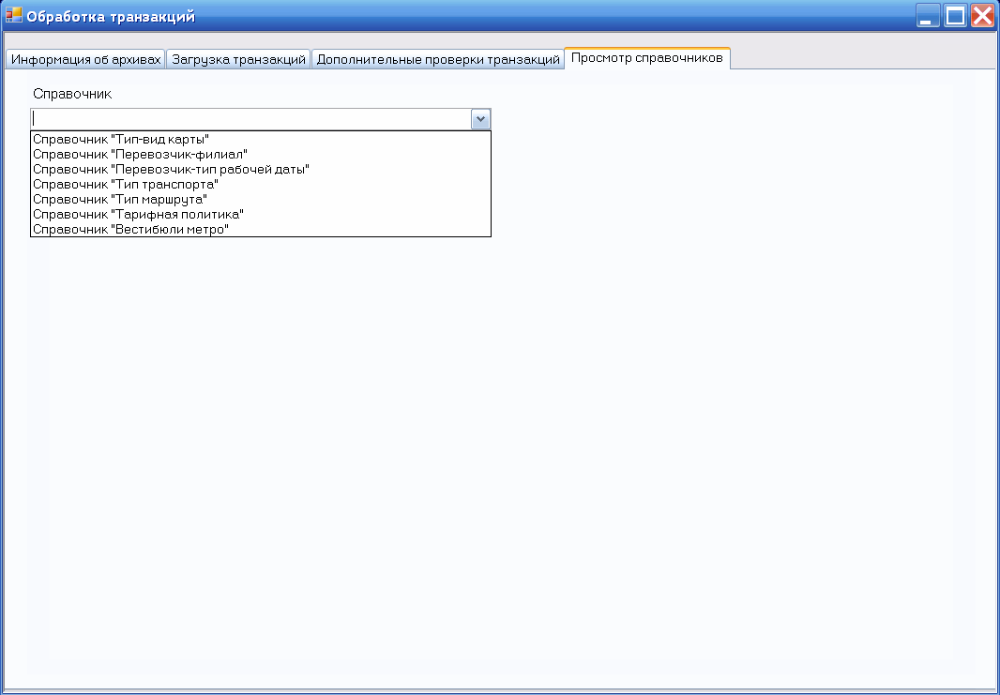 Обработка транзакций
Информация об архивах Загрузка транзакций Дополнительные проверки транзакций Просмотр справочников
Справочник
Справочник "Тип-вид карты"
Справочник "Перевозчик-филиал"
Справочник "Перевозчик-тип рабочей даты"
Справочник "Тип транспорта"
Справочник "Тип маршрута"
Справочник "Тарифная политика"
Справочник "Вестибюли метро"